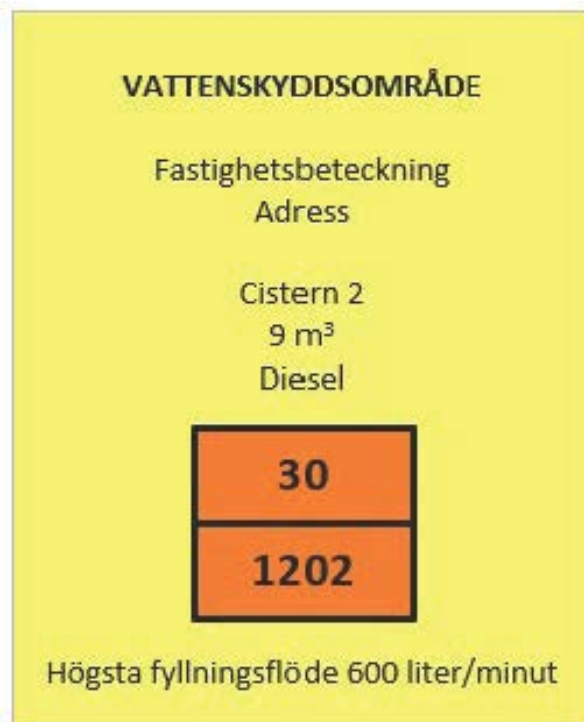 VATTENSKYDDSOMRÅDE
Fastighetsbeteckning
Adress
Cistern 2
9 m³
Diesel
30
1202
Högsta fyllningsflöde 600 liter/minut